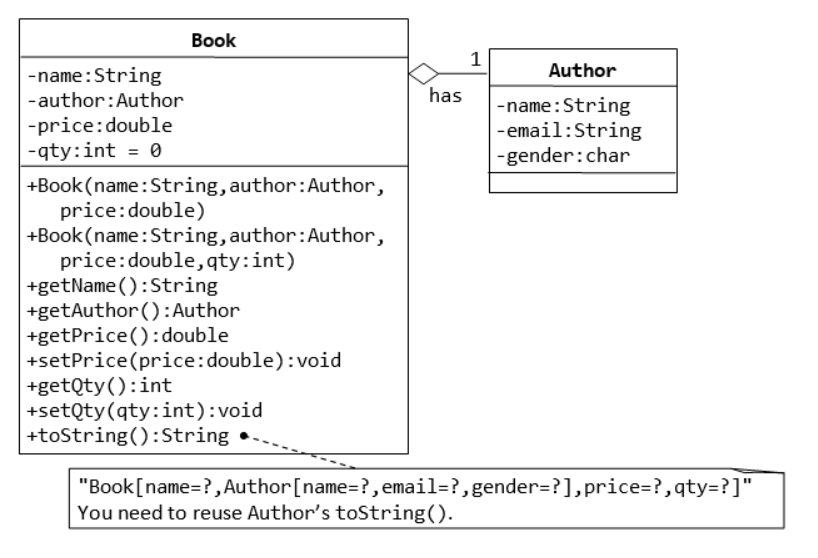 Book
-name:String
-author:Author
-price:double
-qty:int = 0
+Book(name:String,author:Author,
price:double)
+Book(name:String,author:Author,
price:double,qty:int)
+getName():String
+getAuthor():Author
+getPrice():double
+setPrice(price:double):void
+getQty():int
+setQty(qty:int):void
+toString():String
1
has
Author
-name:String
-email:String
-gender:char
"Book[name=?,Author[name=?,email=?,gender=?],price=?,qty=?]"
You need to reuse Author’s toString().